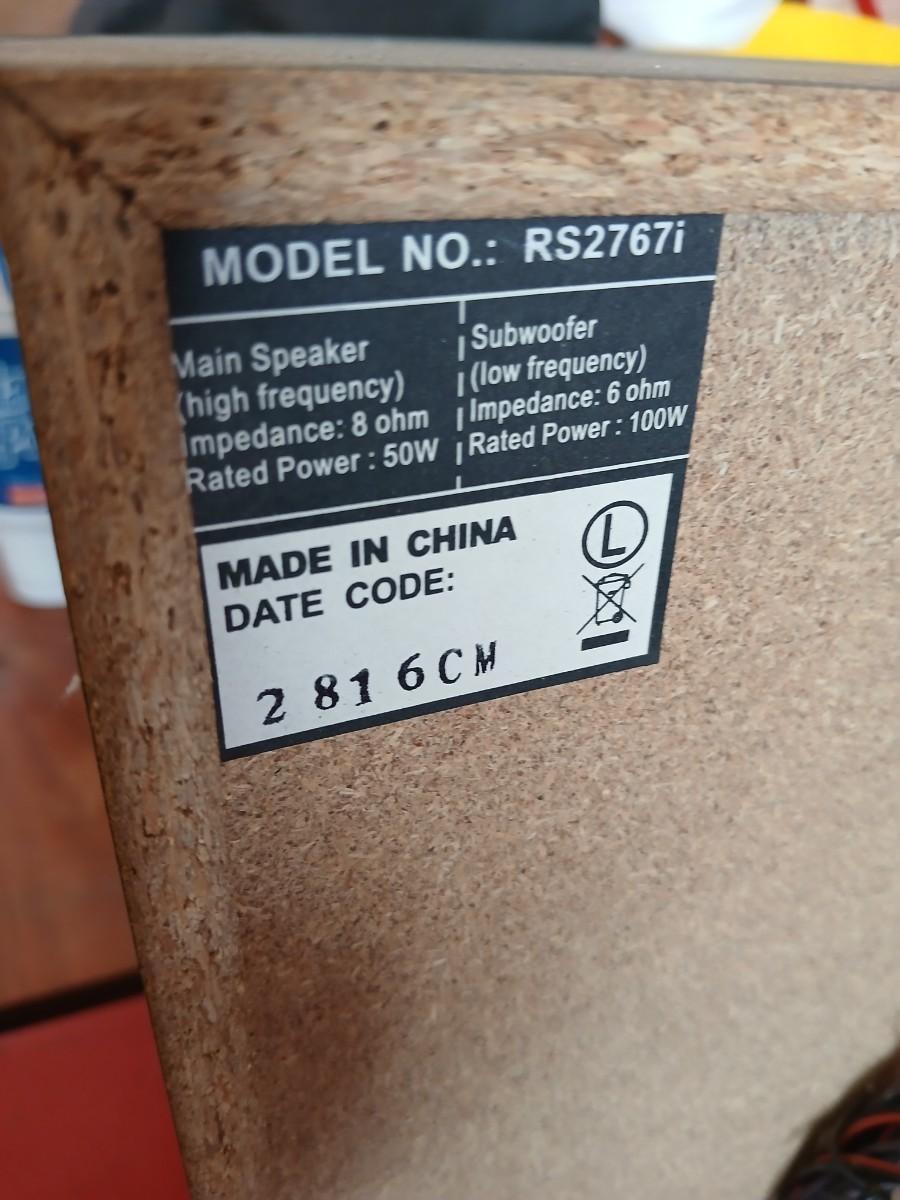 MODEL NO.: RS2767i
Main Speaker
(high frequency)
Impedance: 8 ohm
Rated Power : 50W
Subwoofer
(low frequency)
Impedance: 6 ohm
Rated Power : 100W
MADE IN CHINA
DATE CODE:
L
2816CM